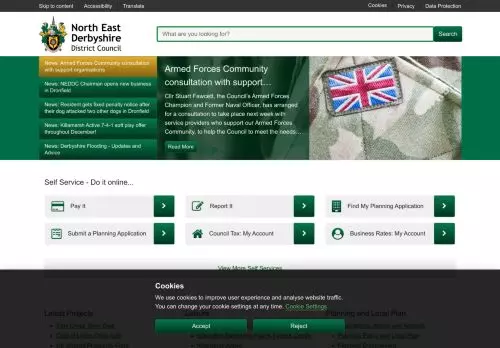 Skip to content Accessibility Translate Cookies Privacy Data Protection
North East
Derbyshire
District Council
What are you looking for? Search
News: Armed Forces Community consultation
with support organisations
News: NEDDC Chairman opens new business
in Dronfield
News: Resident gets fixed penalty notice after
their dog attacked two other dogs in Dronfield
News: Killamarsh Active 7-4-1 soft play offer
throughout December!
News: Derbyshire Flooding - Updates and
Advice
Armed Forces Community
consultation with support…
Cllr Stuart Fawcett, the Council's Armed Forces
Champion and Former Naval Officer, has arranged
for a consultation to take place next week with
service providers who support our Armed Forces
Community, to help the Council to meet the needs…
Read More
Self Service - Do it online...
Pay It
Report It
Find My Planning Application
Submit a Planning Application
Council Tax: My Account
Business Rates: My Account
View More Self Services
Cookies
We use cookies to improve user experience and analyse website traffic.
You can change your cookie settings at any time. Cookie Settings
Accept Reject
Latest Projects Leisure Planning and Local Plan